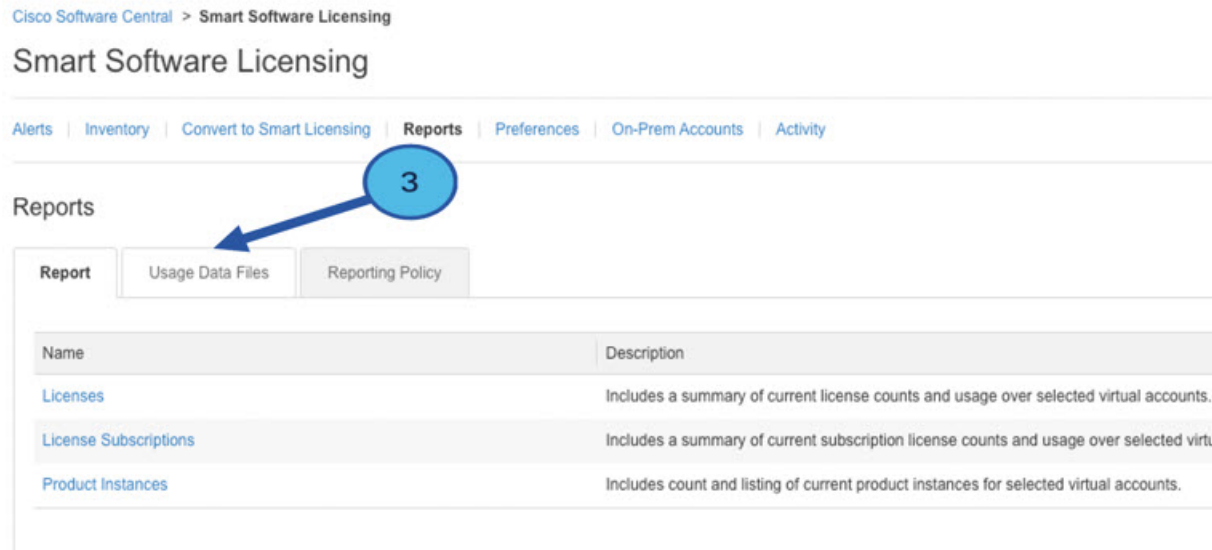 Cisco Software Central > Smart Software Licensing
Smart Software Licensing
Alerts | Inventory | Convert to Smart Licensing | Reports | Preferences | On-Prem Accounts | Activity
3
Reports
Report Usage Data Files Reporting Policy
Name Description
Licenses Includes a summary of current license counts and usage over selected virtual accounts.
License Subscriptions Includes a summary of current subscription license counts and usage over selected virtu
Product Instances Includes count and listing of current product instances for selected virtual accounts.